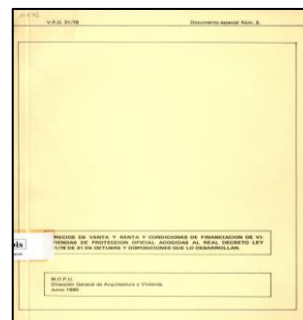 V.P.O. 31/78 Documento especial Núm. 8.
PRECIOS DE VENTA Y RENTA Y CONDICIONES DE FINANCIACION DE VI-
VIENDAS DE PROTECCION OFICIAL ACOGIDAS AL REAL DECRETO LEY
31/78 DE 31 DE OCTUBRE Y DISPOSICIONES QUE LO DESARROLLAN.
M.O.P.U.
Dirección General de Arquitectura y Vivienda
Junio 1980